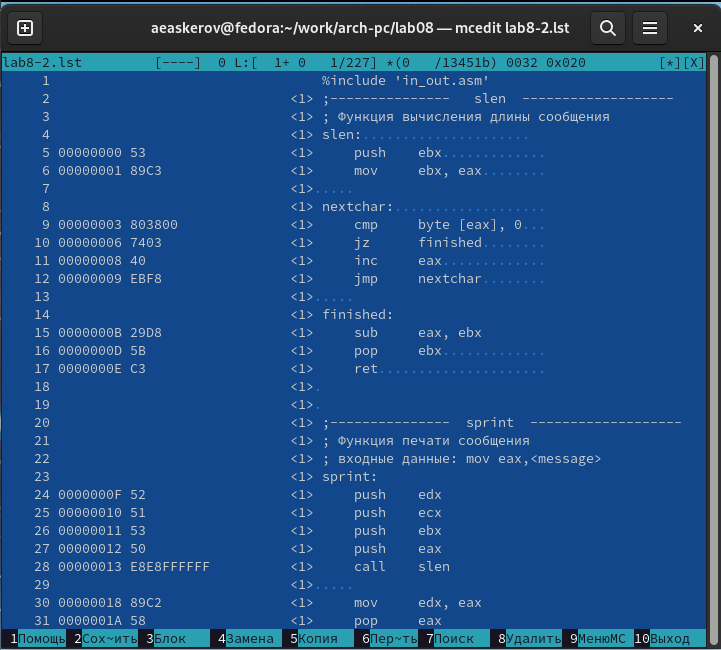 aeaskerov@fedora:~/work/arch-pc/lab08 — mcedit lab8-2.lst
lab8-2.lst [----] 0 L:[ 1+ 0 1/227] *(0 /13451b) 0032 0x020 [*][X]
1 %include 'in_out.asm'
2 <1> ;--------------- slen -------------------
3 <1> ; Функция вычисления длины сообщения
4 <1> slen:.....................
5 00000000 53 <1> push ebx.............
6 00000001 89C3 <1> mov ebx, eax........
7 <1>.....
8 <1> nextchar:...................
9 00000003 803800 <1> cmp byte [eax], 0...
10 00000006 7403 <1> jz finished........
11 00000008 40 <1> inc eax.............
12 00000009 EBF8 <1> jmp nextchar........
13 <1>.....
14 <1> finished:
15 0000000B 29D8 <1> sub eax, ebx
16 0000000D 5B <1> pop ebx.............
17 0000000E C3 <1> ret.....................
18 <1>.
19 <1>.
20 <1> ;--------------- sprint -------------------
21 <1> ; Функция печати сообщения
22 <1> ; входные данные: mov eax,<message>
23 <1> sprint:
24 0000000F 52 <1> push edx
25 00000010 51 <1> push ecx
26 00000011 53 <1> push ebx
27 00000012 50 <1> push eax
28 00000013 E8E8FFFFFF <1> call slen
29 <1>.....
30 00000018 89C2 <1> mov edx, eax
31 0000001A 58 <1> pop eax
1Помощь 2Сох~ить 3Блок 4Замена 5Копия 6Пер~ть 7Поиск 8Удалить 9МенюМС 10Выход